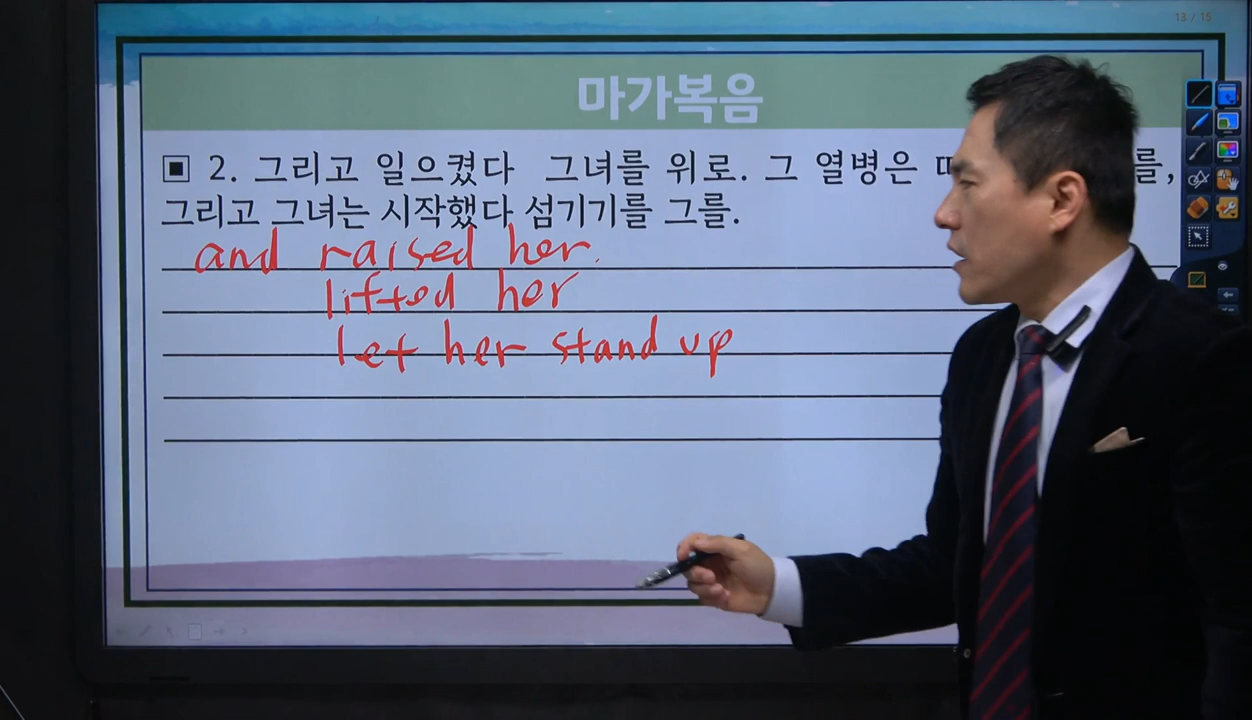 13 / 15
마가복음
▣ 2. 그리고 일으켰다 그녀를 위로. 그 열병은 를,
그리고 그녀는 시작했다 섬기기를 그를.
and raised her.
lifted her
let her stand up